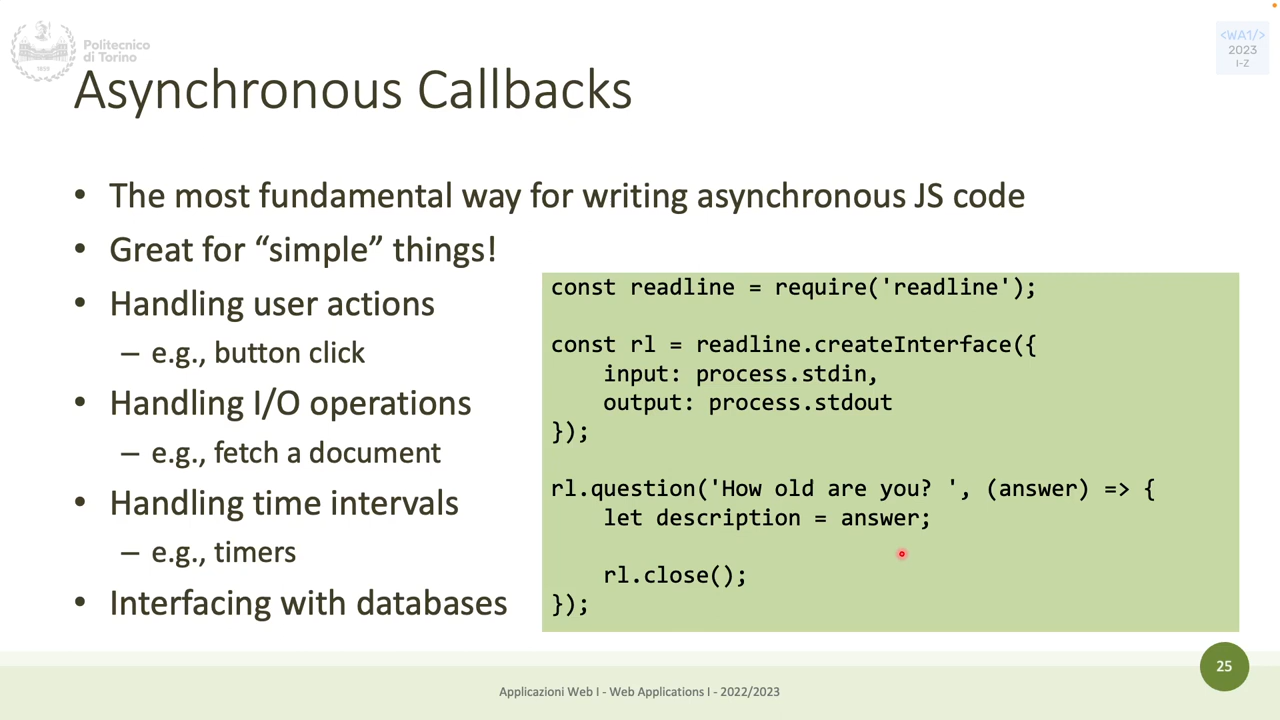 Politecnico
di Torino
1859
<WA1/>
2023
I-Z
Asynchronous Callbacks
• The most fundamental way for writing asynchronous JS code
• Great for “simple” things!
• Handling user actions
– e.g., button click
• Handling I/O operations
– e.g., fetch a document
• Handling time intervals
– e.g., timers
• Interfacing with databases
const readline = require('readline');
const rl = readline.createInterface({
input: process.stdin,
output: process.stdout
});
rl.question('How old are you? ', (answer) => {
let description = answer;
rl.close();
});
25
Applicazioni Web I - Web Applications I - 2022/2023